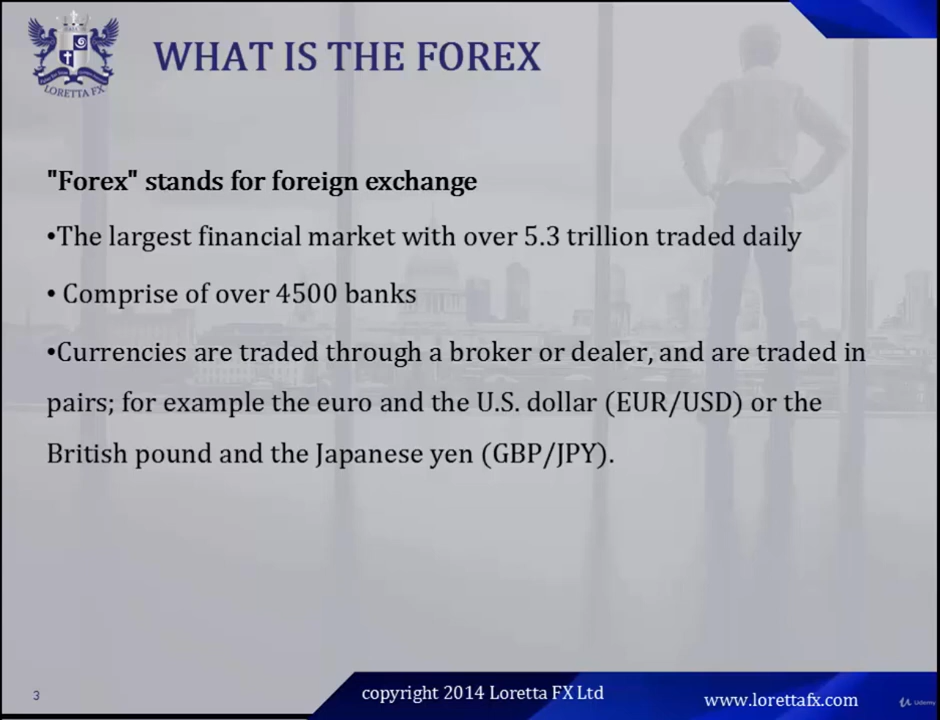 WHAT IS THE FOREX
LORETTA FX
"Forex" stands for foreign exchange
•The largest financial market with over 5.3 trillion traded daily
• Comprise of over 4500 banks
•Currencies are traded through a broker or dealer, and are traded in
pairs; for example the euro and the U.S. dollar (EUR/USD) or the
British pound and the Japanese yen (GBP/JPY).
3
copyright 2014 Loretta FX Ltd
www.lorettafx.com
Udemy